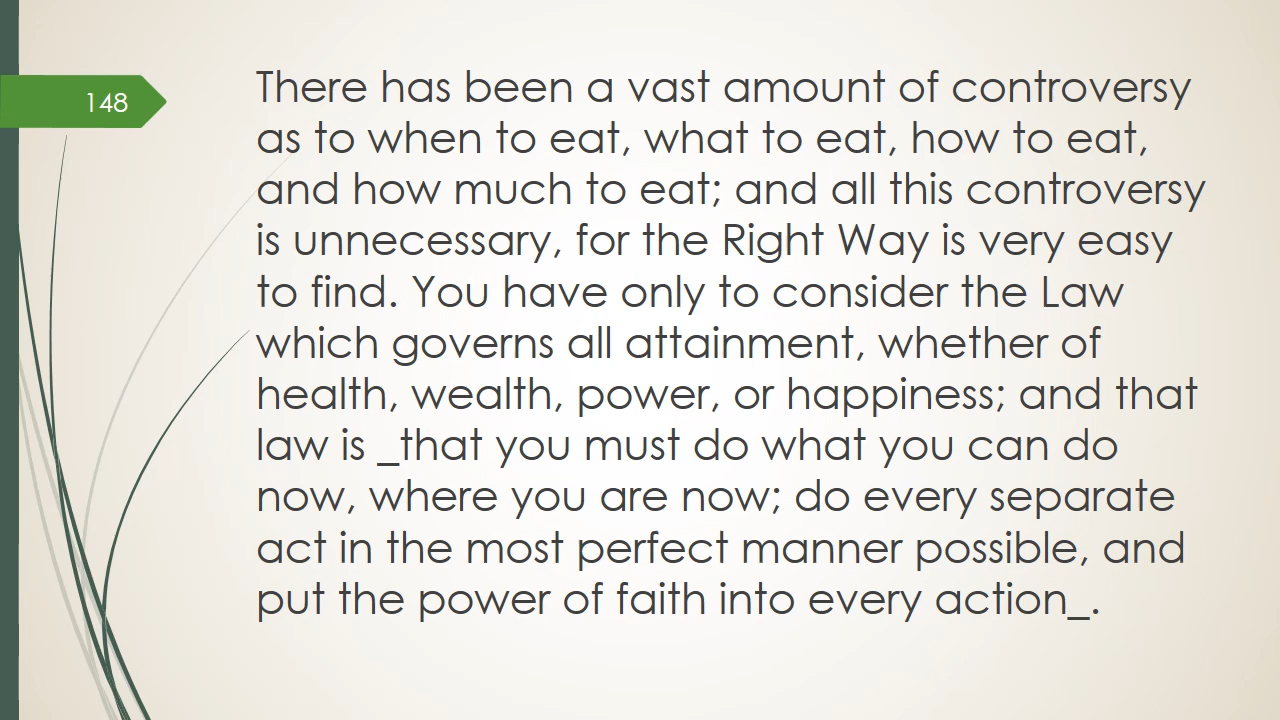 148
There has been a vast amount of controversy
as to when to eat, what to eat, how to eat,
and how much to eat; and all this controversy
is unnecessary, for the Right Way is very easy
to find. You have only to consider the Law
which governs all attainment, whether of
health, wealth, power, or happiness; and that
law is _that you must do what you can do
now, where you are now; do every separate
act in the most perfect manner possible, and
put the power of faith into every action_.